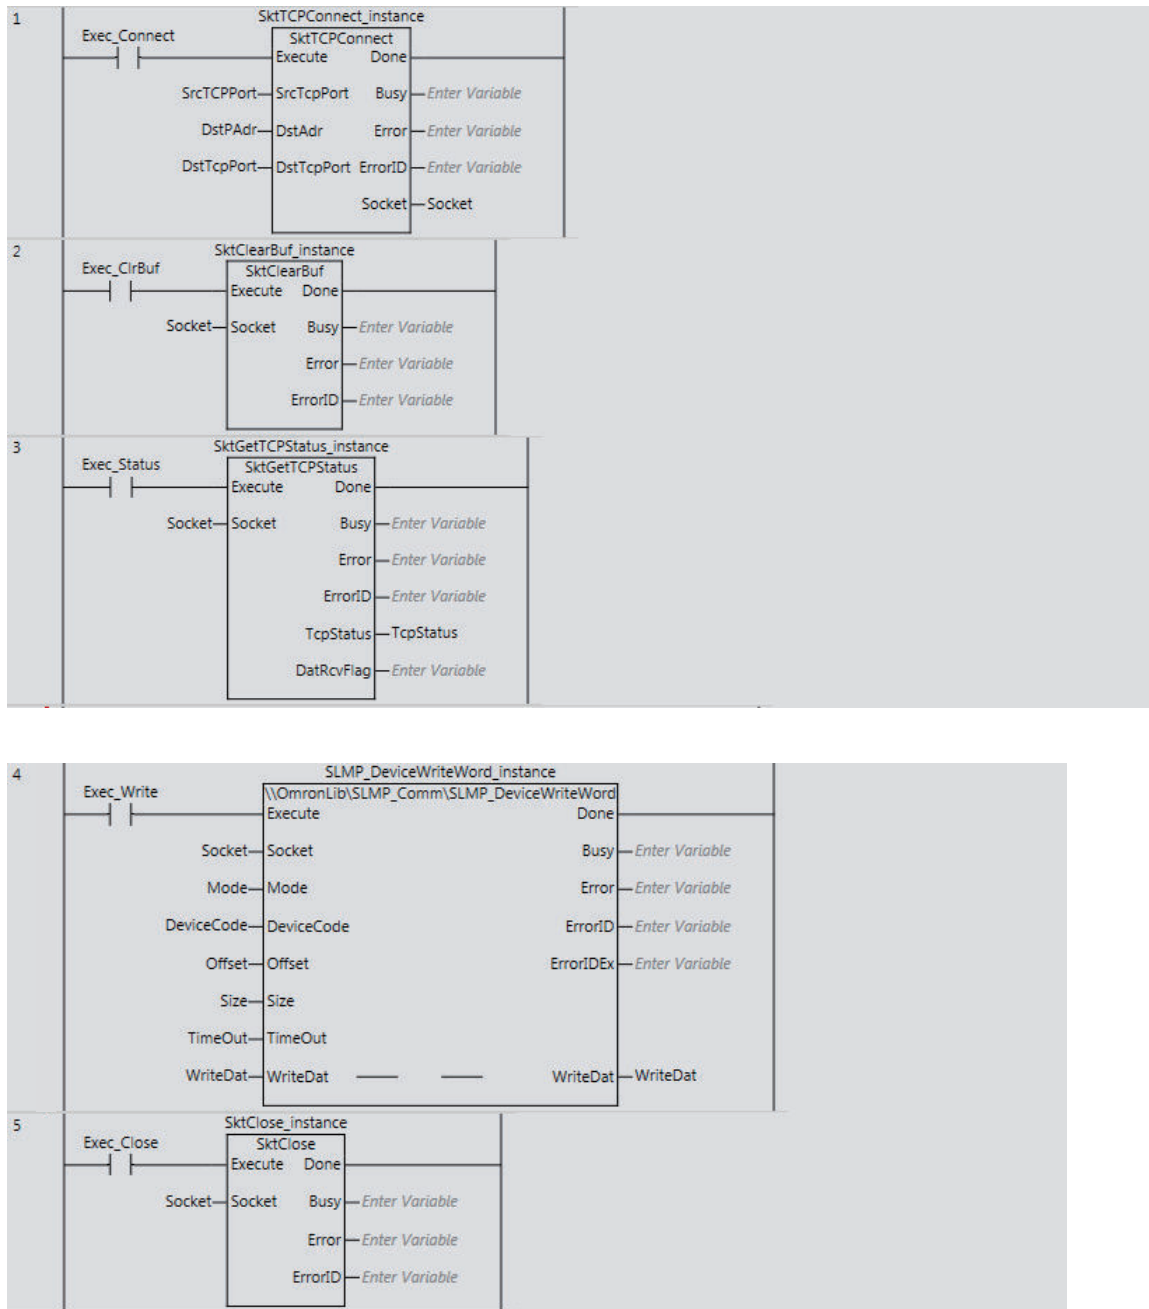 1
SktTCPConnect_instance
Exec_Connect
SktTCPConnect
Execute Done
SrcTCPPort SrcTcpPort Busy Enter Variable
DstPAdr DstAdr Error Enter Variable
DstTcpPort DstTcpPort ErrorID Enter Variable
Socket Socket
2
SktClearBuf_instance
Exec_ClrBuf
SktClearBuf
Execute Done
Socket Socket Busy Enter Variable
Error Enter Variable
ErrorID Enter Variable
3
SktGetTCPStatus_instance
Exec_Status
SktGetTCPStatus
Execute Done
Socket Socket Busy Enter Variable
Error Enter Variable
ErrorID Enter Variable
TcpStatus TcpStatus
DatRcvFlag Enter Variable
4
SLMP_DeviceWriteWord_instance
Exec_Write
\\OmronLib\SLMP_Comm\SLMP_DeviceWriteWord
Execute Done
Socket Socket Busy Enter Variable
Mode Mode Error Enter Variable
DeviceCode DeviceCode ErrorID Enter Variable
Offset Offset ErrorIDEx Enter Variable
Size Size
TimeOut TimeOut
WriteDat WriteDat WriteDat WriteDat
5
SktClose_instance
Exec_Close
SktClose
Execute Done
Socket Socket Busy Enter Variable
Error Enter Variable
ErrorID Enter Variable